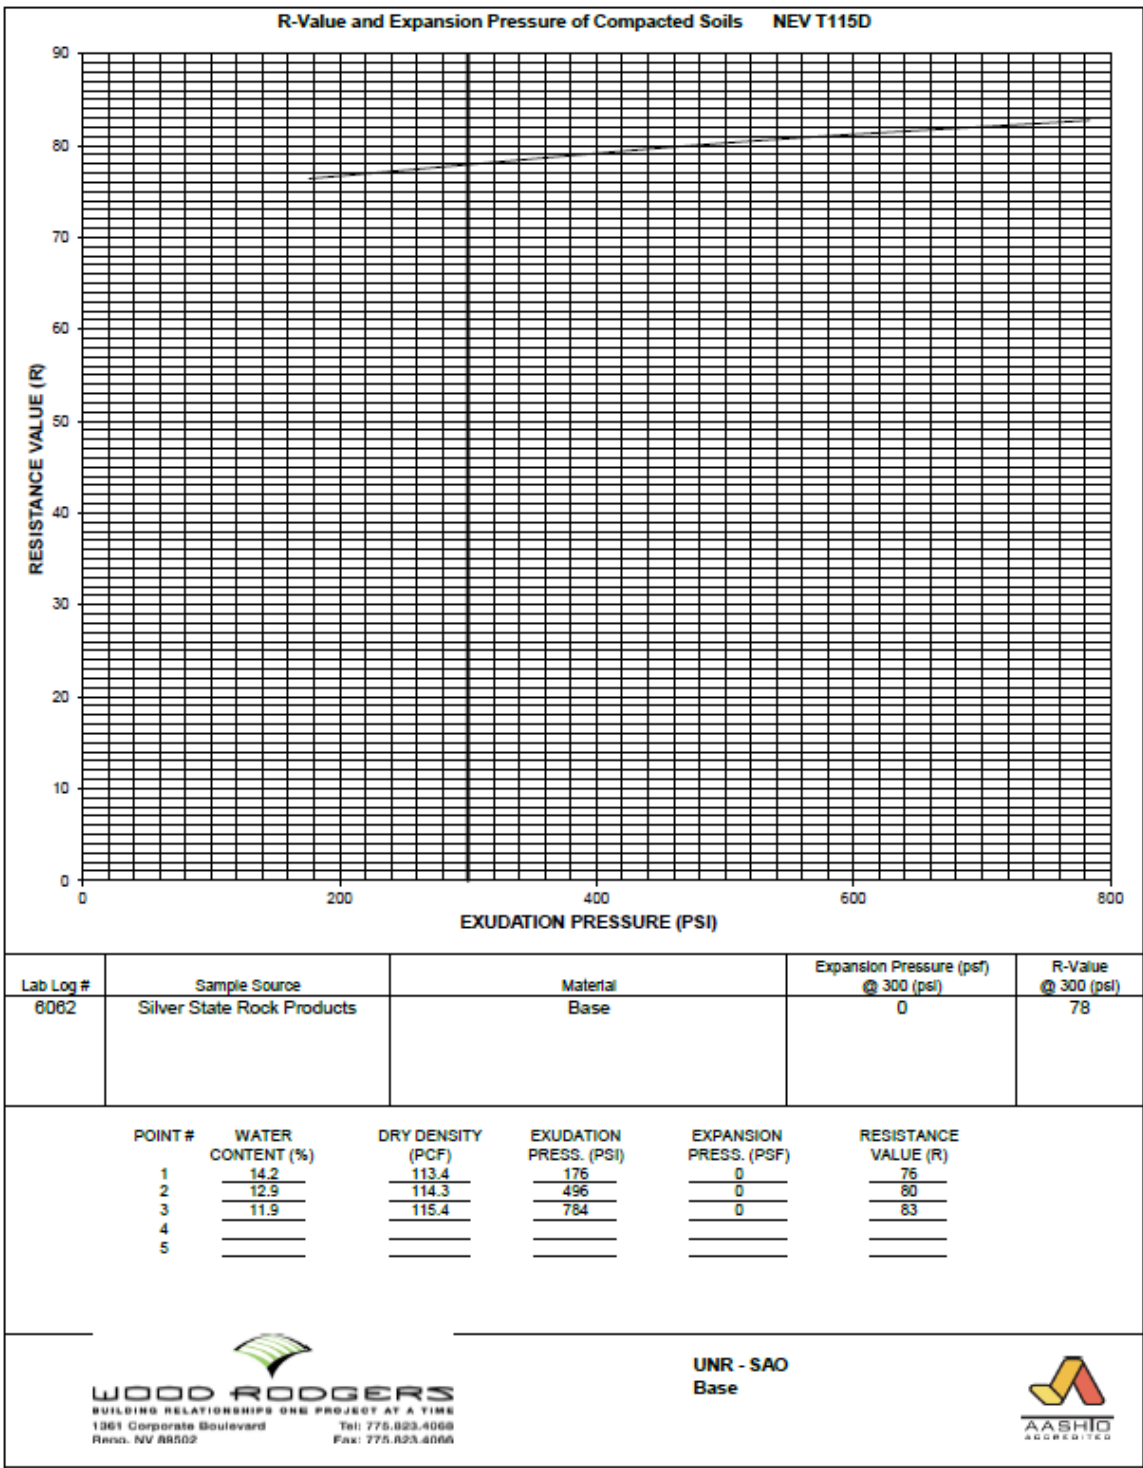 R-Value and Expansion Pressure of Compacted Soils NEV T115D
90
80
70
60
50
40
30
20
10
0
RESISTANCE VALUE (R)
0 200 400 600 800
EXUDATION PRESSURE (PSI)
Lab Log # Sample Source Material Expansion Pressure (psf) @ 300 (psi) R-Value @ 300 (psi)
6062 Silver State Rock Products Base 0 78
POINT # WATER CONTENT (%) DRY DENSITY (PCF) EXUDATION PRESS. (PSI) EXPANSION PRESS. (PSF) RESISTANCE VALUE (R)
1 14.2 113.4 176 0 76
2 12.9 114.3 496 0 80
3 11.9 115.4 784 0 83
4
5
WOOD RODGERS
BUILDING RELATIONSHIPS ONE PROJECT AT A TIME
1361 Corporate Boulevard Tel: 775.823.4068
Reno, NV 89502 Fax: 775.823.4066
UNR - SAO
Base
AASHTO
ACCREDITED